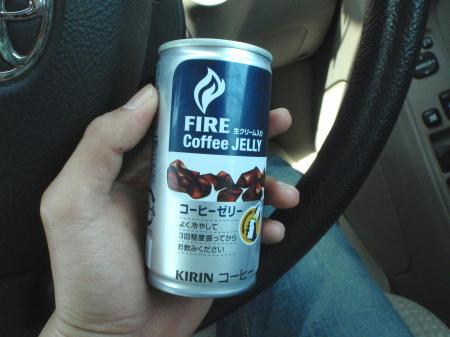 FIRE 生クリーム入り
Coffee JELLY
コーヒーゼリー
よく冷やして
3回程度振ってから
お飲みください
KIRIN コーヒー